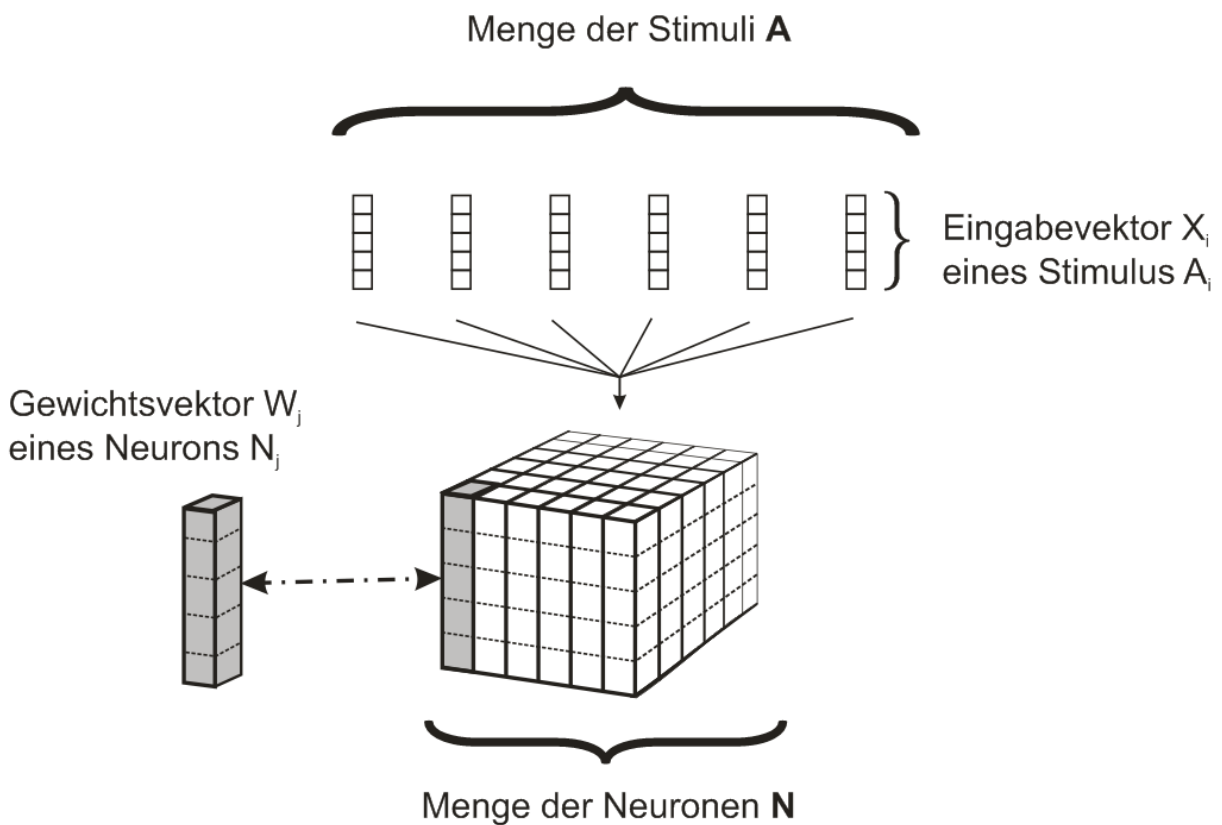 Menge der Stimuli A
Eingabevektor Xi
eines Stimulus Ai
Gewichtsvektor Wj
eines Neurons Nj
Menge der Neuronen N